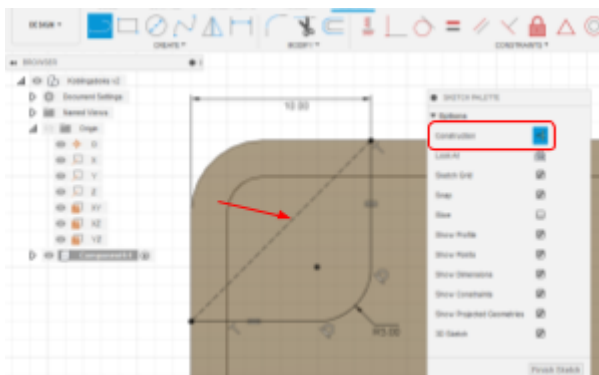 DESIGN
CREATE
MODIFY
CONSTRAINTS
BROWSER
SKETCH PALETTE
Options
Construction
Look At
Sketch Grid
Snap
Slice
Show Profile
Show Points
Show Dimensions
Show Constraints
Show Projected Geometries
3D Sketch
Finish Sketch
Document Settings
Named Views
Origin
O
X
Y
Z
XY
XZ
YZ
10.00
R3.00